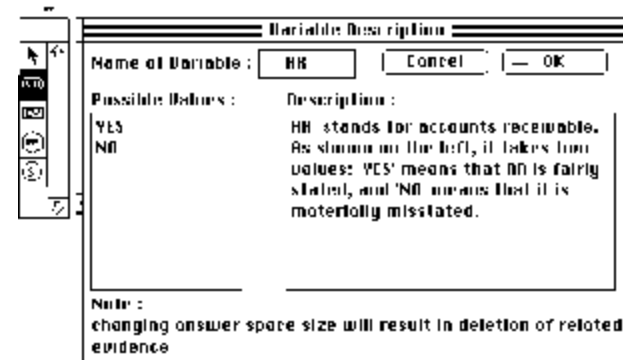 Variable Description
Name of Variable : AR Cancel OK
Possible Values : Description :
YES AR stands for accounts receivable.
NO As shown on the left, it takes two
values: 'YES' means that AR is fairly
stated, and 'NO' means that it is
materially misstated.
Note :
changing answer space size will result in deletion of related
evidence